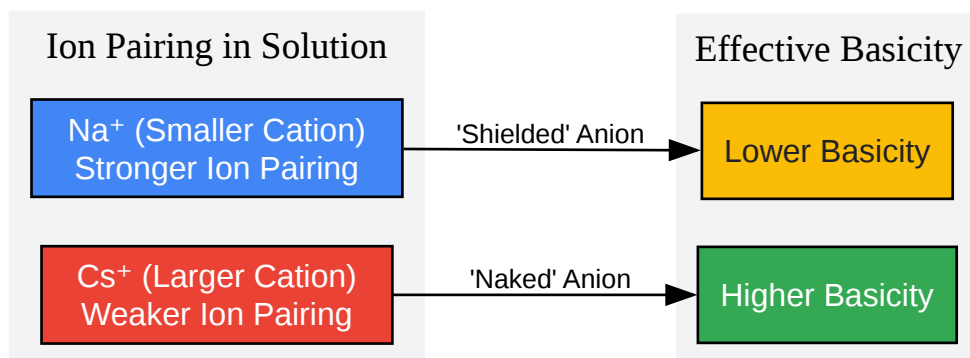 Ion Pairing in Solution
Effective Basicity
Na⁺ (Smaller Cation)
Stronger Ion Pairing
'Shielded' Anion
Lower Basicity
Cs⁺ (Larger Cation)
Weaker Ion Pairing
'Naked' Anion
Higher Basicity